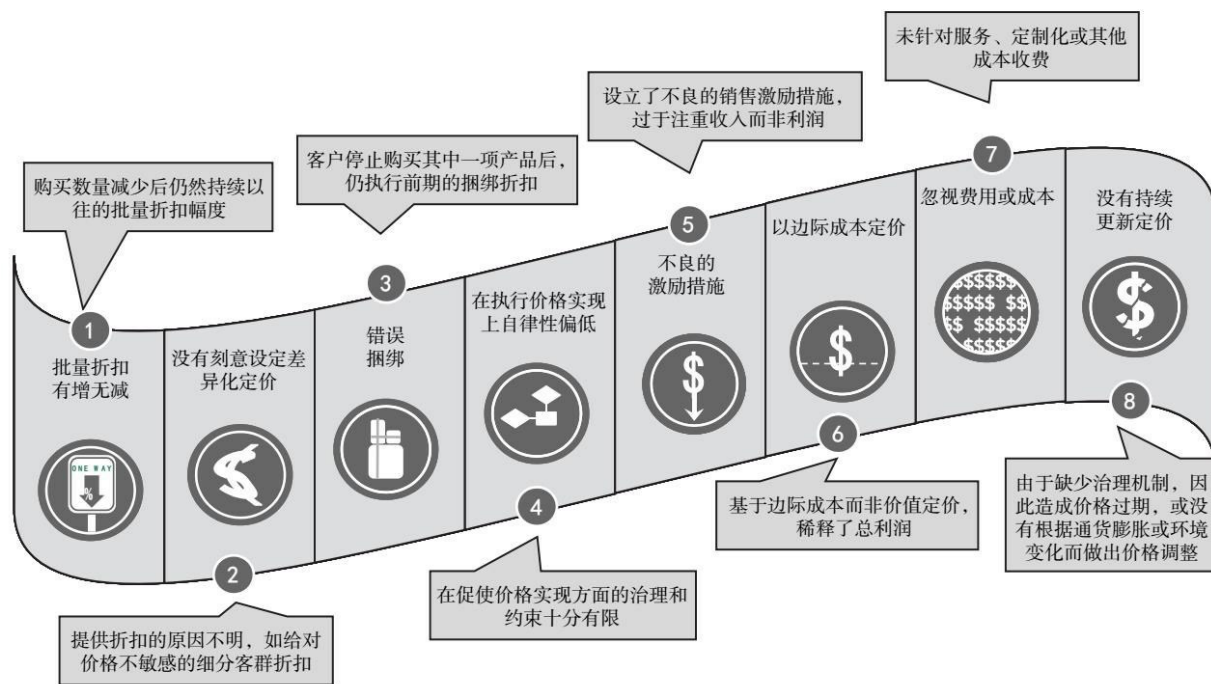 购买数量减少后仍然持续以
往的批量折扣幅度
1
批量折扣
有增无减
ONE WAY
%
没有刻意设定差
异化定价
2
提供折扣的原因不明，如给对
价格不敏感的细分客群折扣
客户停止购买其中一项产品后，
仍执行前期的捆绑折扣
3
错误
捆绑
在执行价格实现
上自律性偏低
4
在促使价格实现方面的治理和
约束十分有限
设立了不良的销售激励措施，
过于注重收入而非利润
5
不良的
激励措施
$
以边际成本定价
$
6
基于边际成本而非价值定价，
稀释了总利润
未针对服务、定制化或其他
成本收费
7
忽视费用或成本
$$$$$
$$$$$ $$
$$ $$$$$
$$$$$$
没有持续
更新定价
$
8
由于缺少治理机制，因
此造成价格过期，或没
有根据通货膨胀或环境
变化而做出价格调整